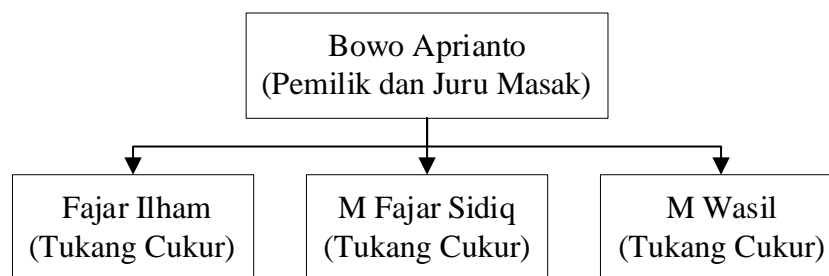 Bowo Aprianto
(Pemilik dan Juru Masak)
Fajar Ilham
(Tukang Cukur)
M Fajar Sidiq
(Tukang Cukur)
M Wasil
(Tukang Cukur)